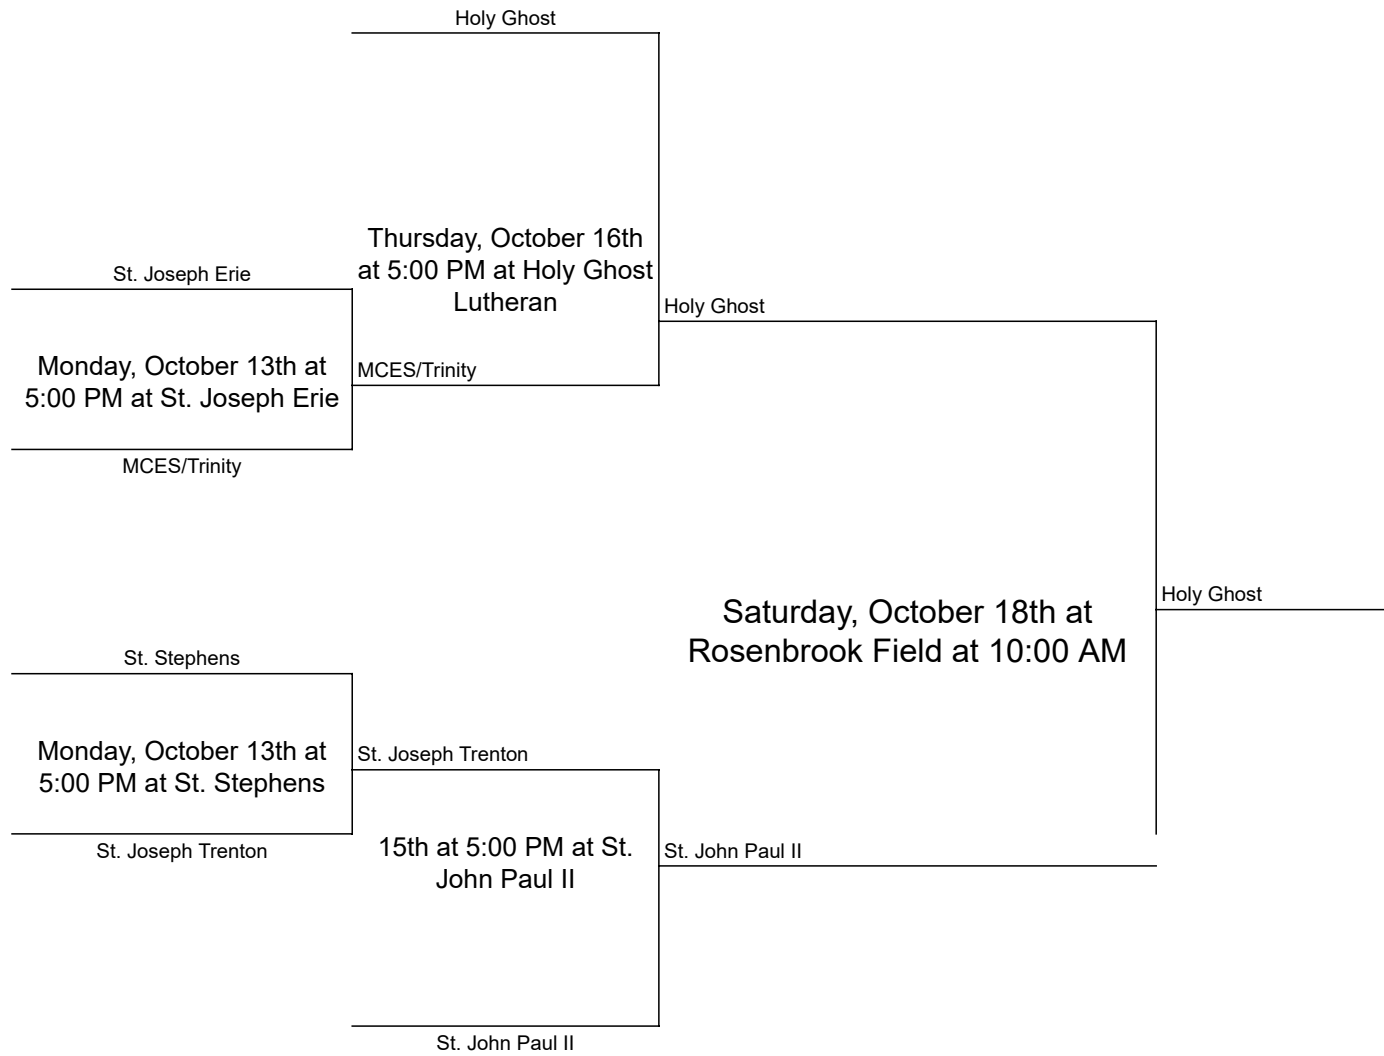 Holy Ghost
Thursday, October 16th
at 5:00 PM at Holy Ghost
Lutheran
St. Joseph Erie
Holy Ghost
Monday, October 13th at
5:00 PM at St. Joseph Erie
MCES/Trinity
MCES/Trinity
Saturday, October 18th at
Rosenbrook Field at 10:00 AM
Holy Ghost
St. Stephens
Monday, October 13th at
5:00 PM at St. Stephens
St. Joseph Trenton
St. Joseph Trenton
15th at 5:00 PM at St.
John Paul II
St. John Paul II
St. John Paul II